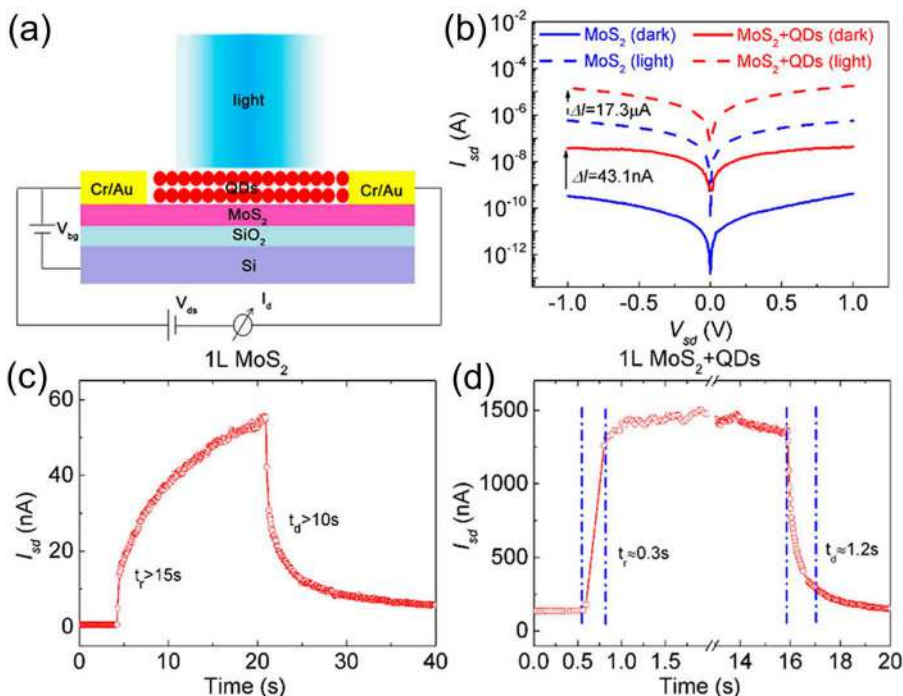 (a)
light
Cr/Au
QDs
Cr/Au
MoS2
SiO2
Si
Vbg
Vds
Id
(b)
MoS2 (dark)
MoS2+QDs (dark)
MoS2 (light)
MoS2+QDs (light)
Isd (A)
10^-2
10^-4
10^-6
10^-8
10^-10
10^-12
ΔI=17.3μA
ΔI=43.1nA
-1.0 -0.5 0.0 0.5 1.0
Vsd (V)
1L MoS2
(c)
Isd (nA)
60
40
20
0
tr>15s
td>10s
0 10 20 30 40
Time (s)
1L MoS2+QDs
(d)
Isd (nA)
1500
1000
500
0
tr≈0.3s
td≈1.2s
0.0 0.5 1.0 1.5 14 16 18 20
Time (s)